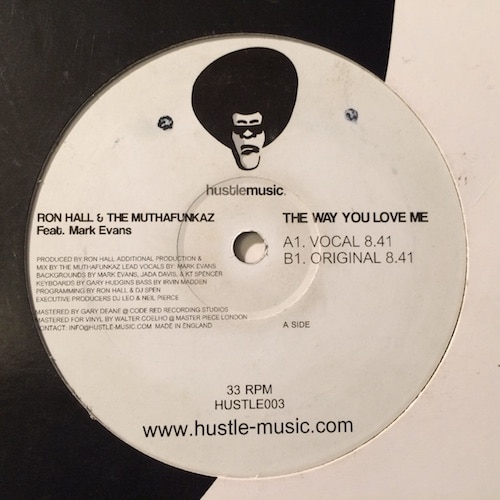 hustlemusic.
RON HALL & THE MUTHAFUNKAZ
Feat. Mark Evans
THE WAY YOU LOVE ME
A1. VOCAL 8.41
B1. ORIGINAL 8.41
PRODUCED BY RON HALL ADDITIONAL PRODUCTION &
MIX BY THE MUTHAFUNKAZ LEAD VOCALS BY: MARK EVANS
BACKGROUNDS BY MARK EVANS, JADA DAVIS, & KT SPENCER
KEYBOARDS BY GARY HUDGINS BASS BY IRVIN MADDEN
PROGRAMMING BY RON HALL & DJ SPEN
EXECUTIVE PRODUCERS DJ LEO & NEIL PIERCE
MASTERED BY GARY DEANE @ CODE RED RECORDING STUDIOS
MASTERED FOR VINYL BY WALTER COELHO @ MASTER PIECE LONDON
CONTACT: INFO@HUSTLE-MUSIC.COM MADE IN ENGLAND
A SIDE
33 RPM
HUSTLE003
www.hustle-music.com